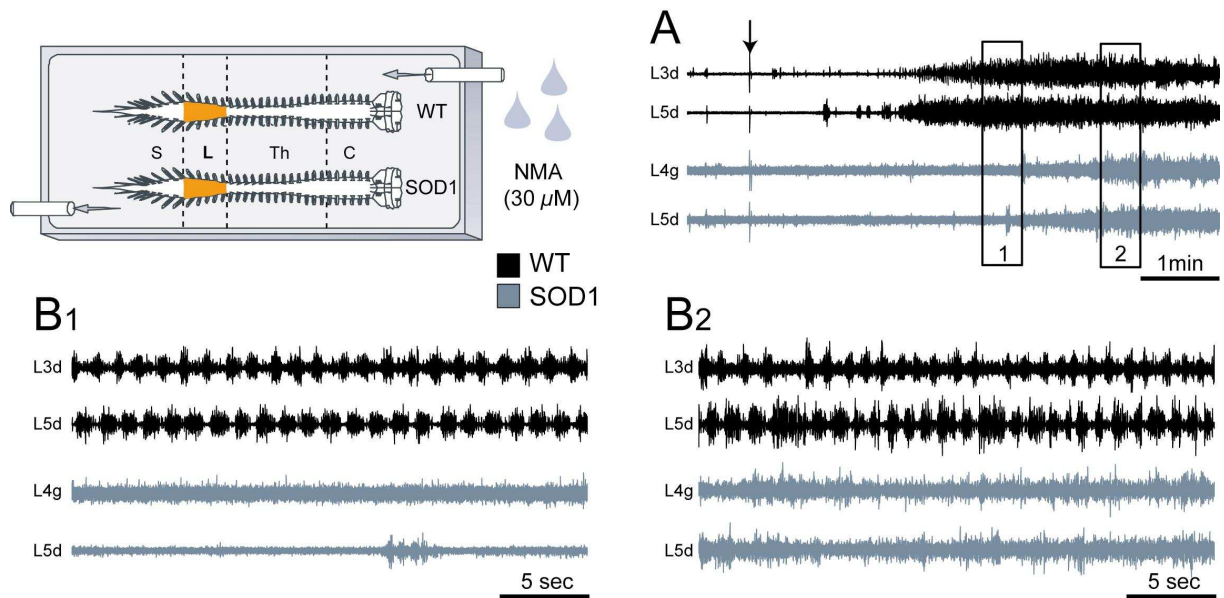 WT
S L Th C
SOD1
NMA
(30 µM)
WT
SOD1
A
L3d
L5d
L4g
L5d
1
2
1min
B1
L3d
L5d
L4g
L5d
5 sec
B2
L3d
L5d
L4g
L5d
5 sec